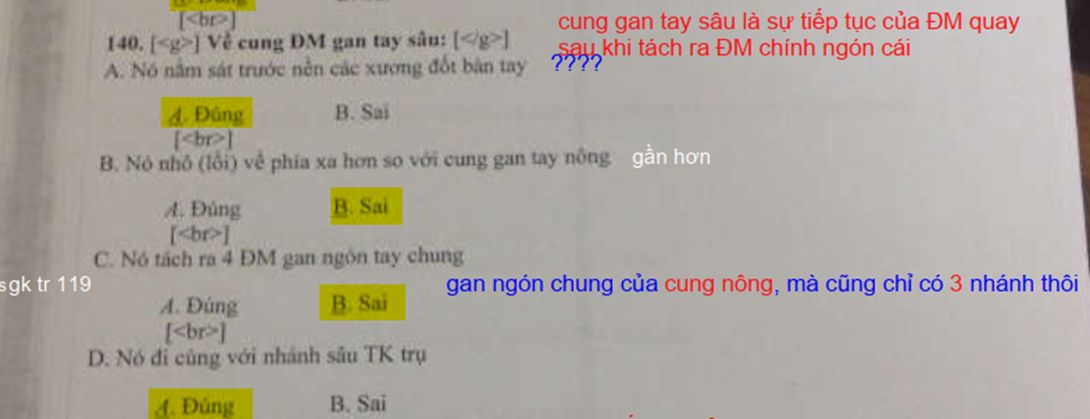 [<br>]
cung gan tay sâu là sự tiếp tục của ĐM quay
140. [<g>] Về cung ĐM gan tay sâu: [</g>]
sau khi tách ra ĐM chính ngón cái
A. Nó nằm sát trước nền các xương đốt bàn tay
????
A. Đúng B. Sai
[<br>]
B. Nó nhô (lồi) về phía xa hơn so với cung gan tay nông gần hơn
A. Đúng B. Sai
[<br>]
C. Nó tách ra 4 ĐM gan ngón tay chung
sgk tr 119
gan ngón chung của cung nông, mà cũng chỉ có 3 nhánh thôi
A. Đúng B. Sai
[<br>]
D. Nó đi cùng với nhánh sâu TK trụ
A. Đúng B. Sai